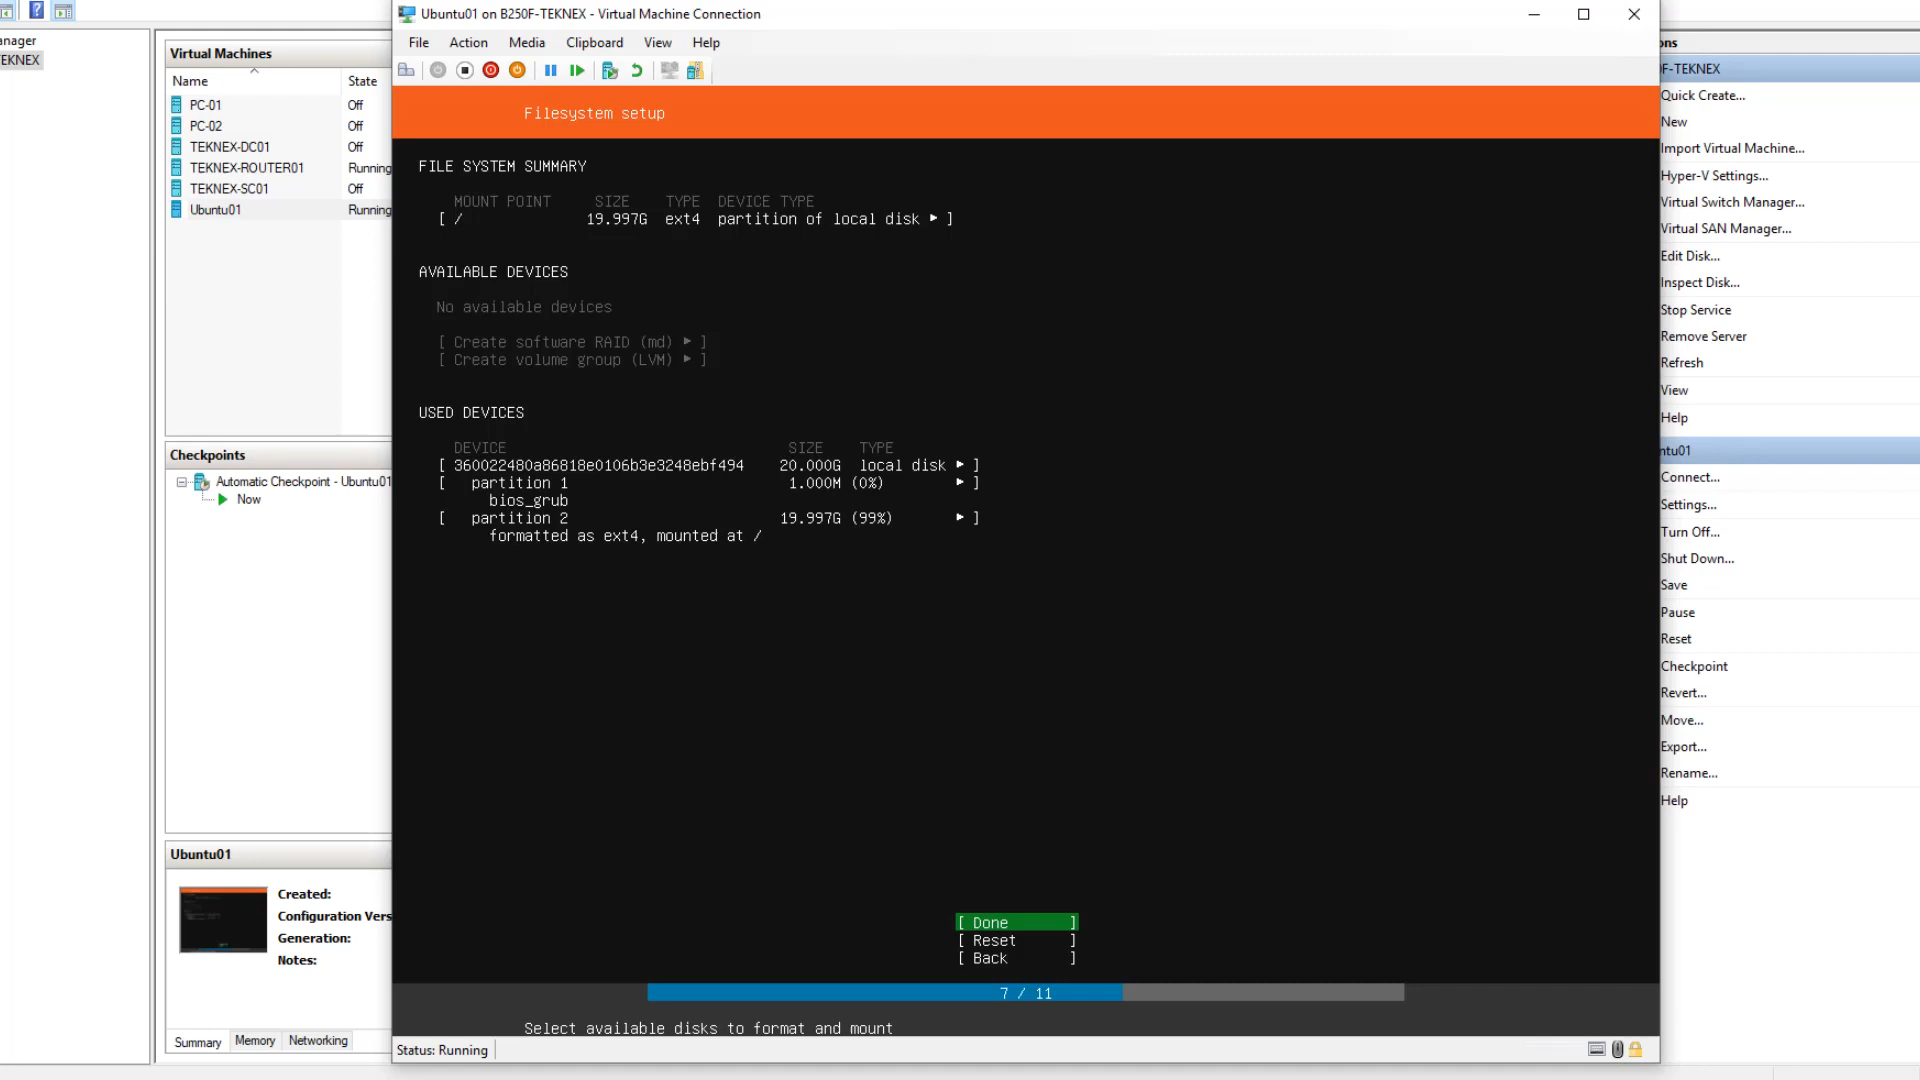 anager
TEKNEX
Virtual Machines
Name State
PC-01 Off
PC-02 Off
TEKNEX-DC01 Off
TEKNEX-ROUTER01 Running
TEKNEX-SC01 Off
Ubuntu01 Running
Checkpoints
Automatic Checkpoint - Ubuntu01
Now
Ubuntu01
Created:
Configuration Vers
Generation:
Notes:
Summary Memory Networking
Ubuntu01 on B250F-TEKNEX - Virtual Machine Connection
File Action Media Clipboard View Help
Filesystem setup
FILE SYSTEM SUMMARY
MOUNT POINT SIZE TYPE DEVICE TYPE
[ / 19.997G ext4 partition of local disk ▸ ]
AVAILABLE DEVICES
No available devices
[ Create software RAID (md) ▸ ]
[ Create volume group (LVM) ▸ ]
USED DEVICES
DEVICE SIZE TYPE
[ 360022480a86818e0106b3e3248ebf494 20.000G local disk ▸ ]
[ partition 1 1.000M (0%) ▸ ]
bios_grub
[ partition 2 19.997G (99%) ▸ ]
formatted as ext4, mounted at /
[ Done ]
[ Reset ]
[ Back ]
7 / 11
Select available disks to format and mount
Status: Running
ons
F-TEKNEX
Quick Create...
New
Import Virtual Machine...
Hyper-V Settings...
Virtual Switch Manager...
Virtual SAN Manager...
Edit Disk...
Inspect Disk...
Stop Service
Remove Server
Refresh
View
Help
ntu01
Connect...
Settings...
Turn Off...
Shut Down...
Save
Pause
Reset
Checkpoint
Revert...
Move...
Export...
Rename...
Help